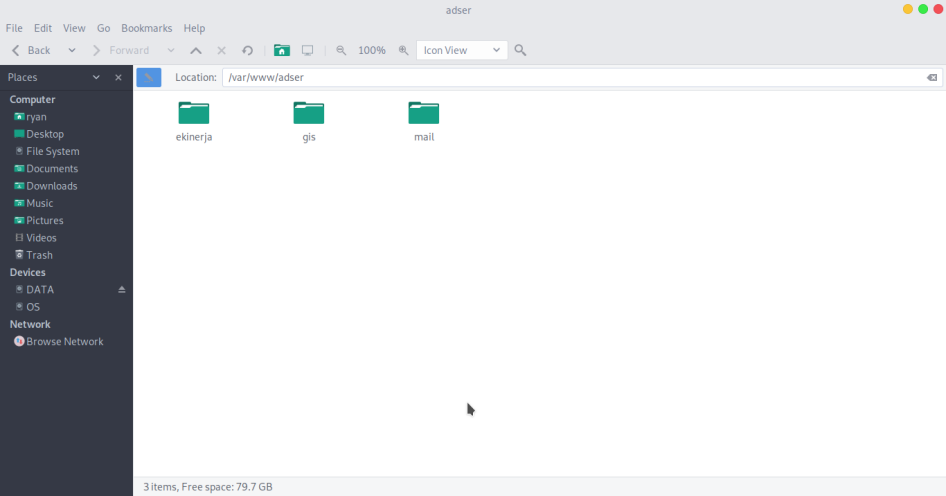 adser
File Edit View Go Bookmarks Help
Back Forward 100% Icon View
Places Location: /var/www/adser
Computer
ryan
Desktop
File System
Documents
Downloads
Music
Pictures
Videos
Trash
Devices
DATA
OS
Network
Browse Network
ekinerja gis mail
3 items, Free space: 79.7 GB